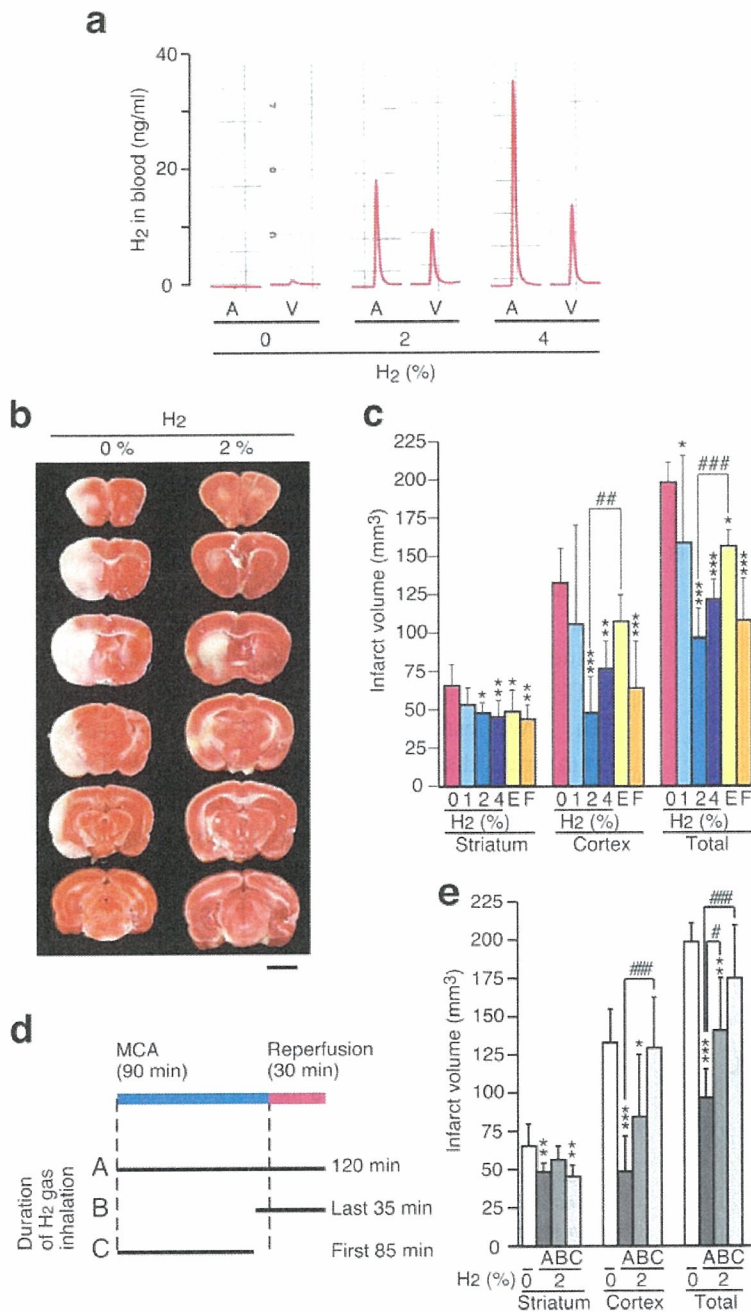 a
40
20
0
H2 in blood (ng/ml)
A V A V A V
0 2 4
H2 (%)
b
H2
0 % 2 %
c
225
200
175
150
125
100
75
50
25
0
Infarct volume (mm3)
* ** * **
## *** ** ***
* ### *** *** * ***
0 1 2 4 E F 0 1 2 4 E F 0 1 2 4 E F
H2 (%) H2 (%) H2 (%)
Striatum Cortex Total
d
MCA
(90 min)
Reperfusion
(30 min)
Duration
of H2 gas
inhalation
A 120 min
B Last 35 min
C First 85 min
e
225
200
175
150
125
100
75
50
25
0
Infarct volume (mm3)
** **
### *** *
### # *** **
– ABC – ABC – ABC
H2 (%) 0 2 0 2 0 2
Striatum Cortex Total